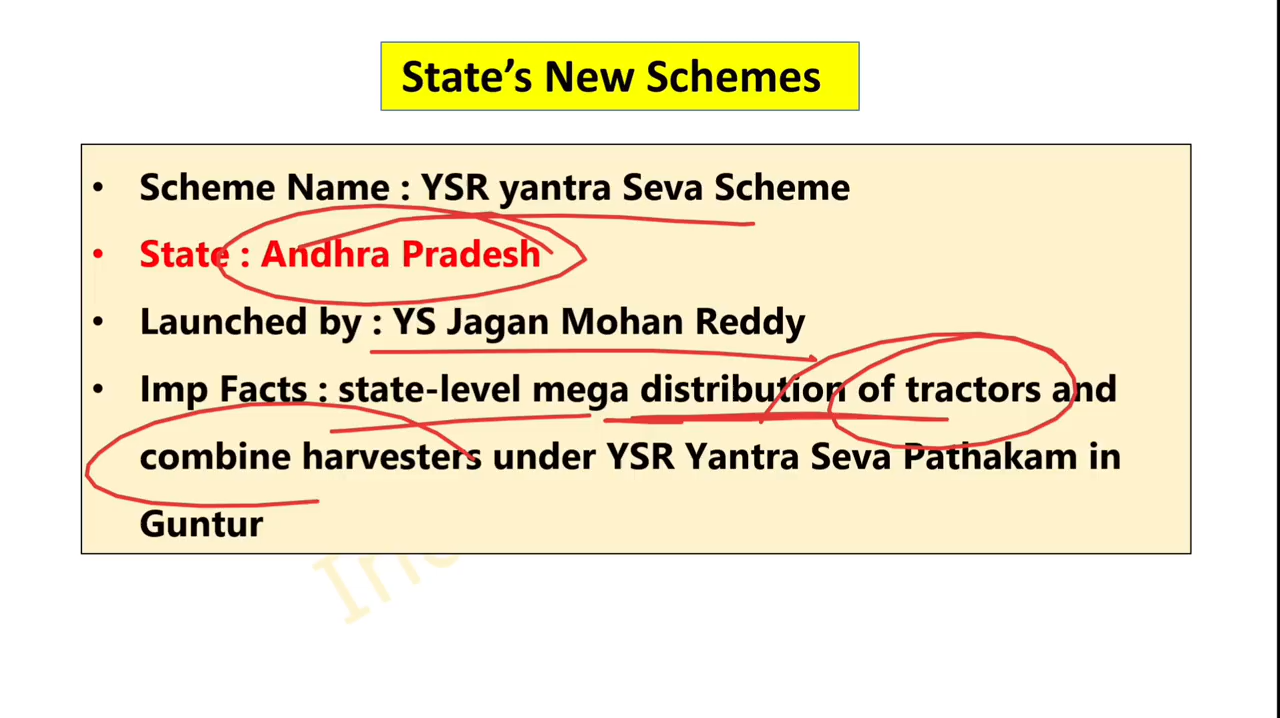 State's New Schemes
• Scheme Name : YSR yantra Seva Scheme
• State : Andhra Pradesh
• Launched by : YS Jagan Mohan Reddy
• Imp Facts : state-level mega distribution of tractors and
combine harvesters under YSR Yantra Seva Pathakam in
Guntur